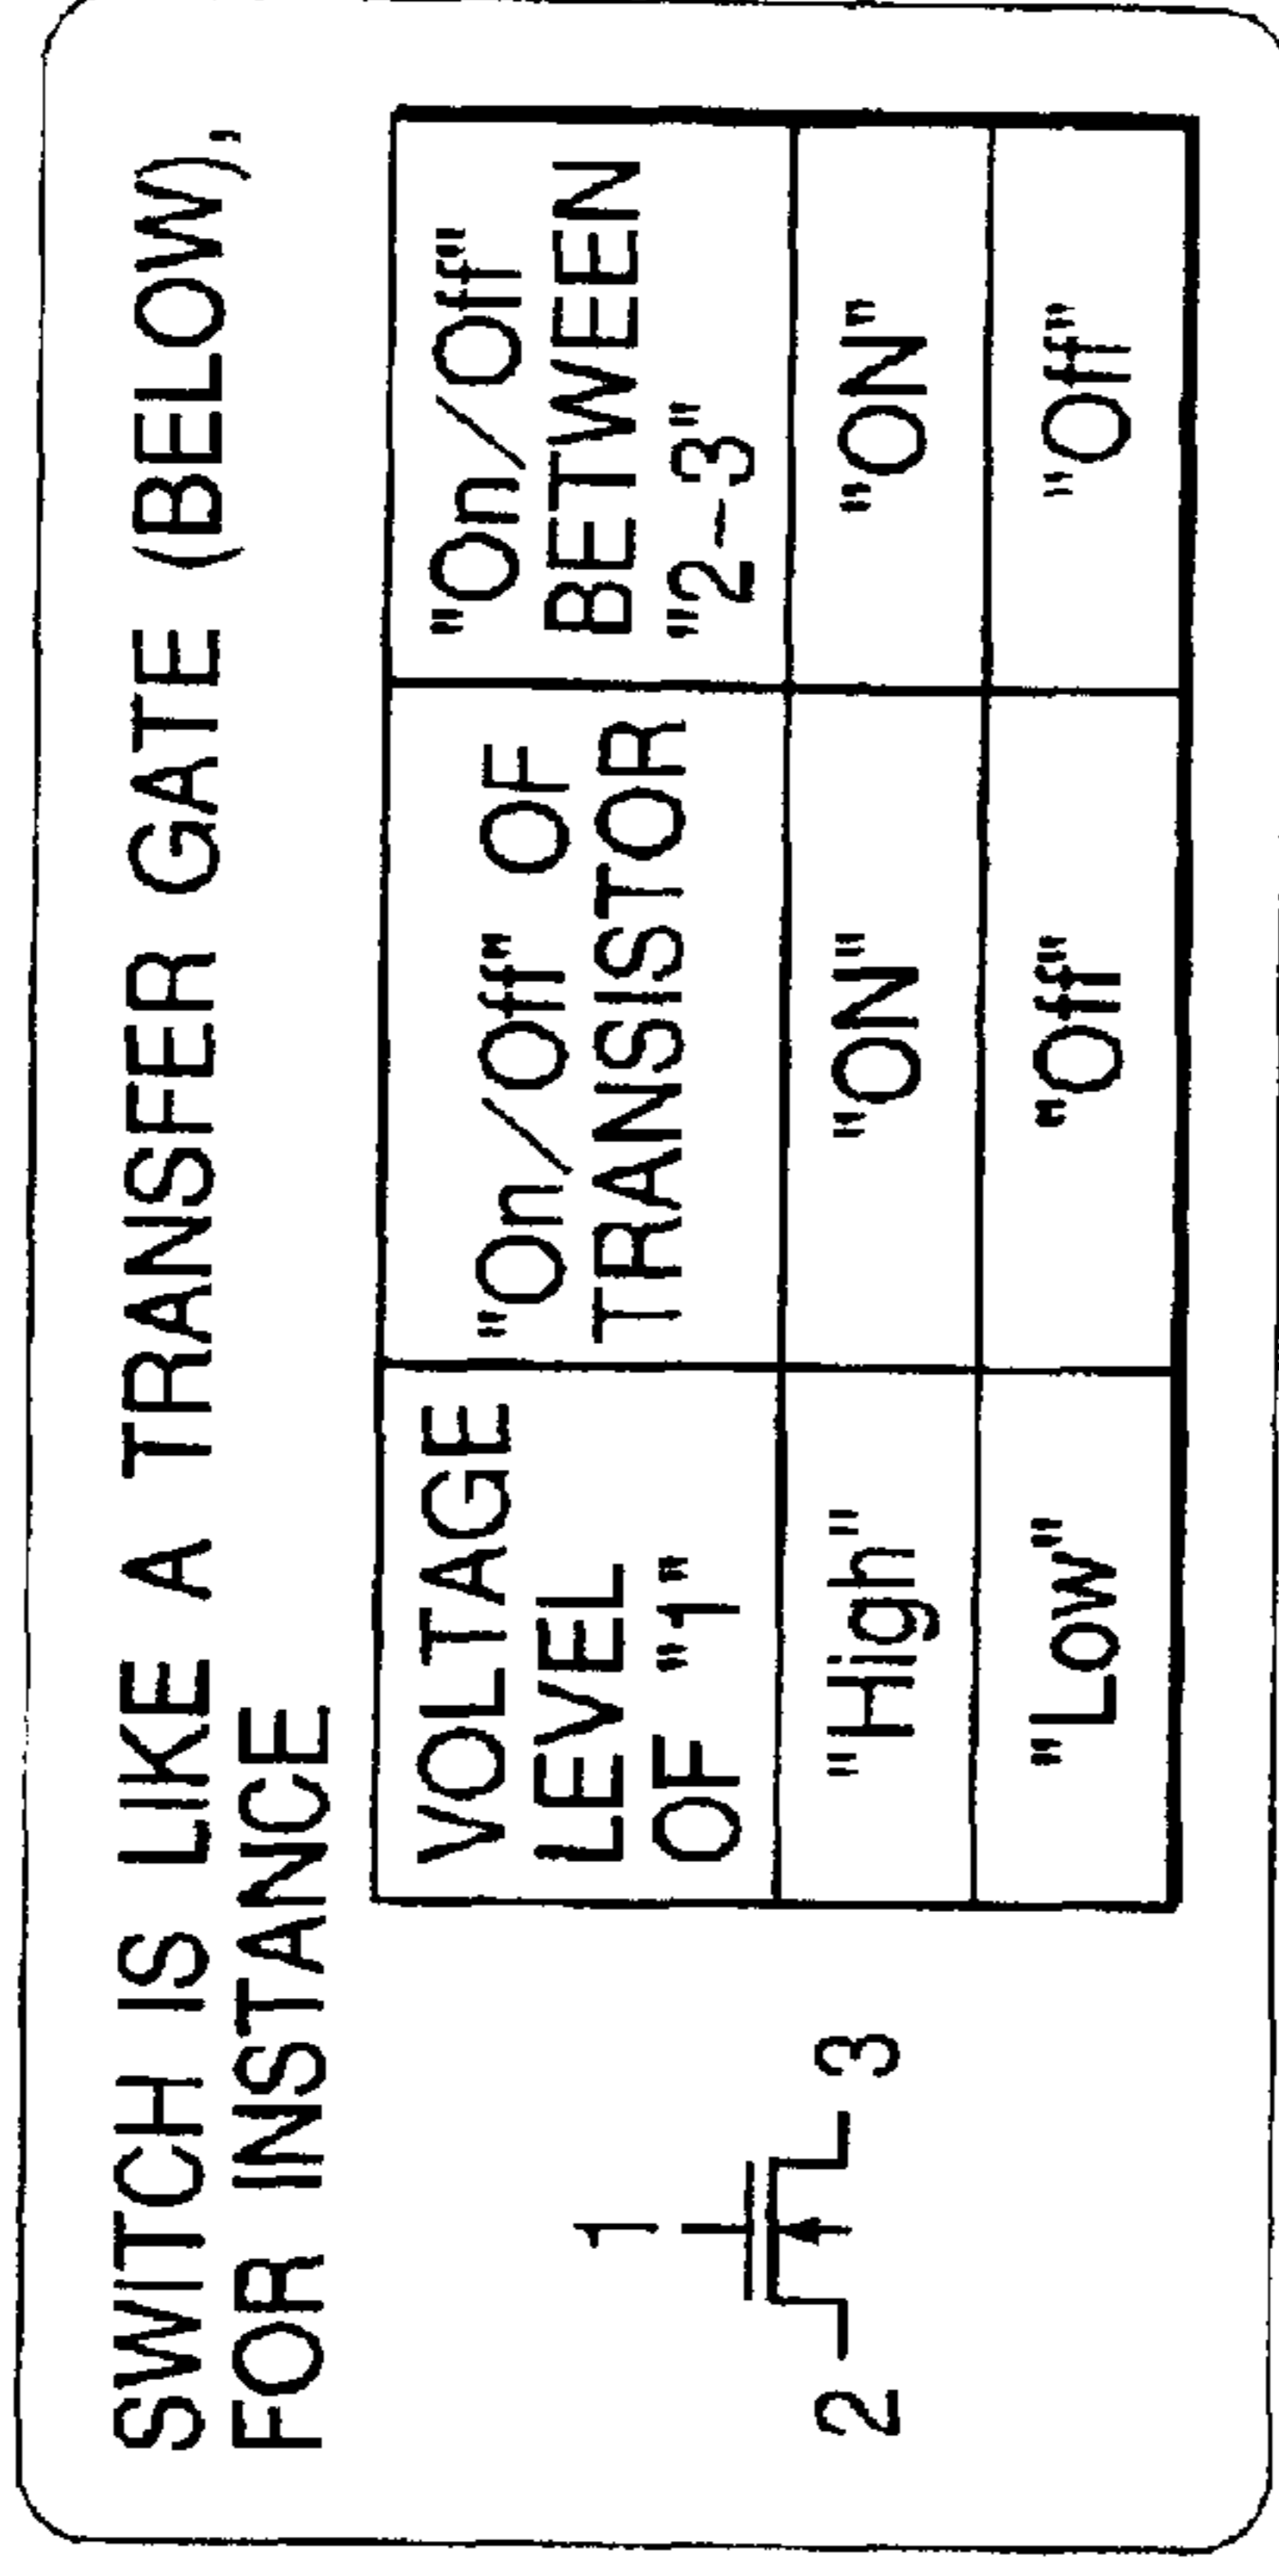 SWITCH IS LIKE A TRANSFER GATE (BELOW),
FOR INSTANCE
1
2
3
VOLTAGE
LEVEL
OF "1"
"On/Off" OF
TRANSISTOR
"On/Off"
BETWEEN
"2-3"
"High"
"ON"
"ON"
"Low"
"Off"
"Off"